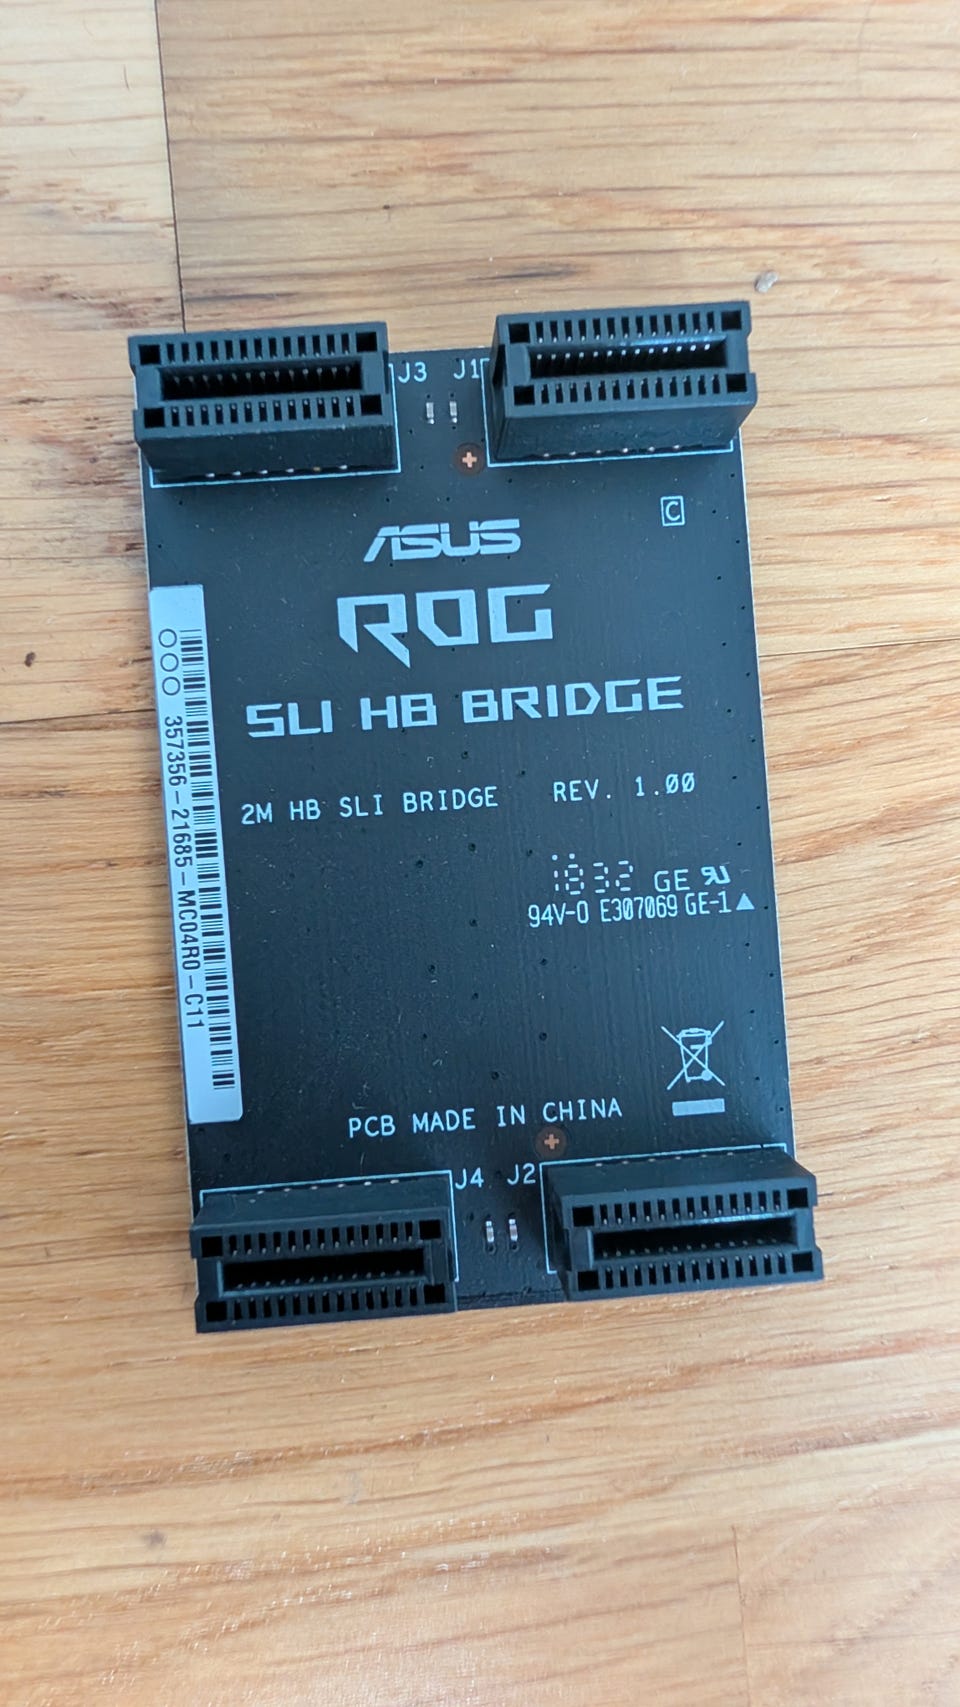 J3 J1
C
ASUS
ROG
SLI HB BRIDGE
2M HB SLI BRIDGE REV. 1.00
1832 GE
94V-0 E307069 GE-1
357356-21685-MC04R0-C11
PCB MADE IN CHINA
J4 J2